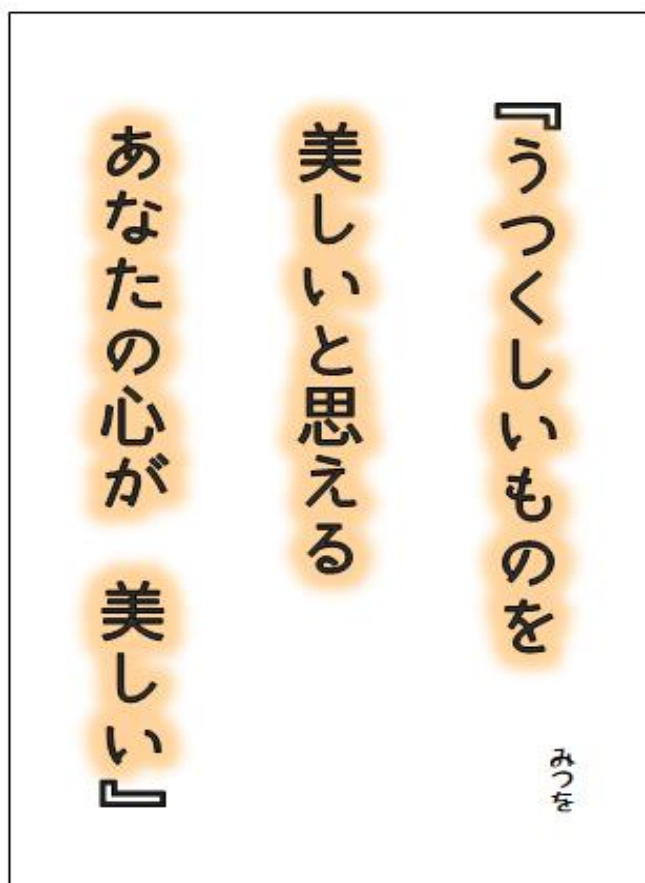 『うつくしいものを
美しいと思える
あなたの心が　美しい』
みつを